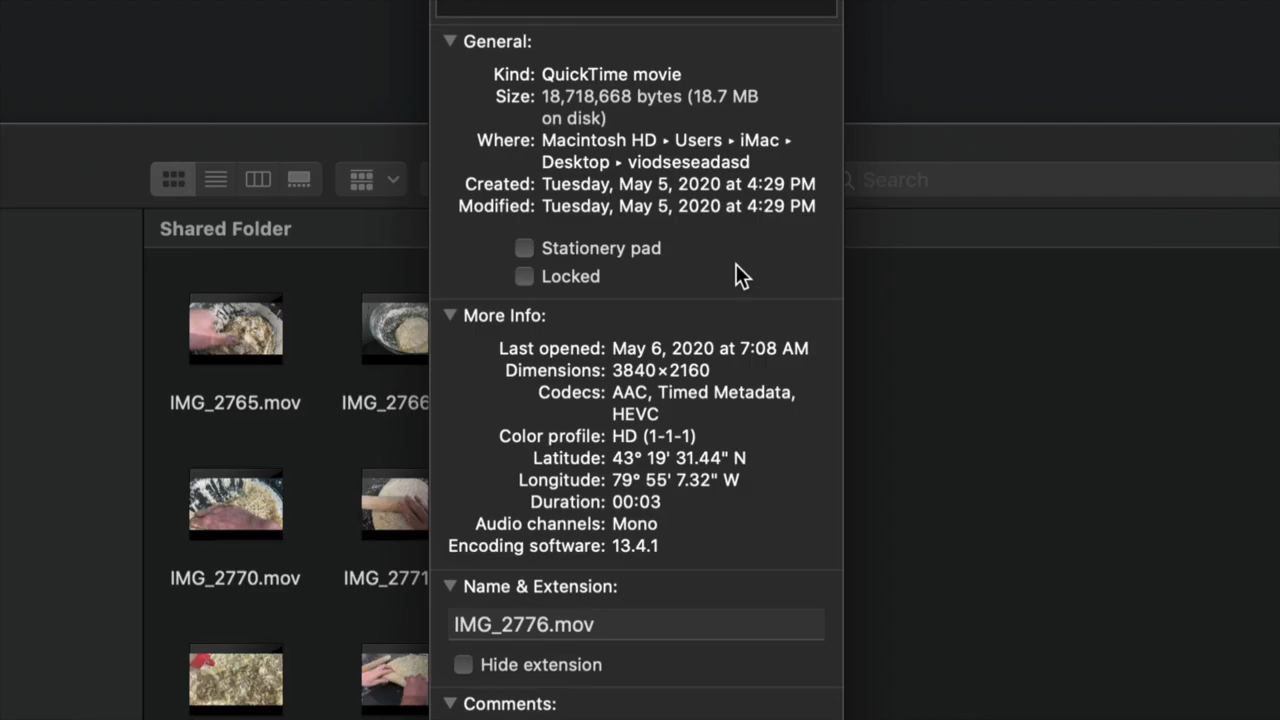 General:
Kind: QuickTime movie
Size: 18,718,668 bytes (18.7 MB
on disk)
Where: Macintosh HD ▸ Users ▸ iMac ▸
Desktop ▸ viodseseadasd
Created: Tuesday, May 5, 2020 at 4:29 PM
Modified: Tuesday, May 5, 2020 at 4:29 PM
Search
Shared Folder
Stationery pad
Locked
More Info:
Last opened: May 6, 2020 at 7:08 AM
Dimensions: 3840×2160
Codecs: AAC, Timed Metadata,
HEVC
Color profile: HD (1-1-1)
Latitude: 43° 19' 31.44" N
Longitude: 79° 55' 7.32" W
Duration: 00:03
Audio channels: Mono
Encoding software: 13.4.1
IMG_2765.mov
IMG_2766
IMG_2770.mov
IMG_2771
Name & Extension:
IMG_2776.mov
Hide extension
Comments: